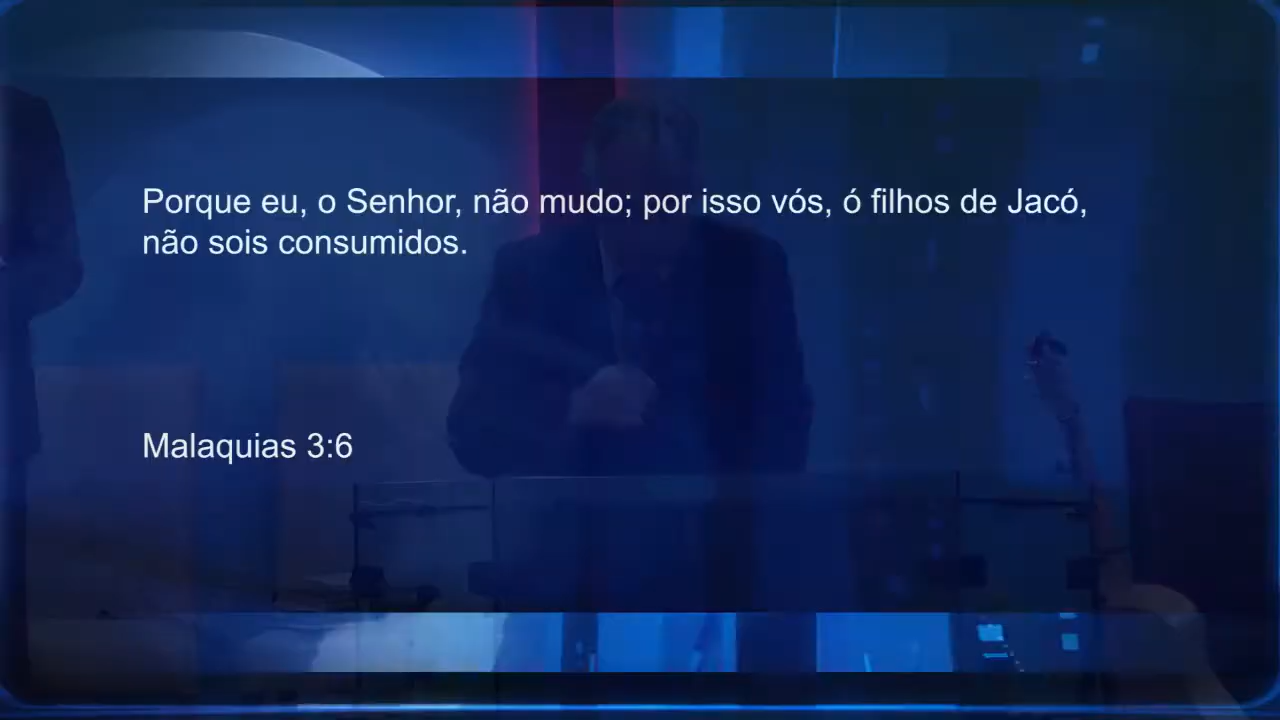 Porque eu, o Senhor, não mudo; por isso vós, ó filhos de Jacó,
não sois consumidos.
Malaquias 3:6